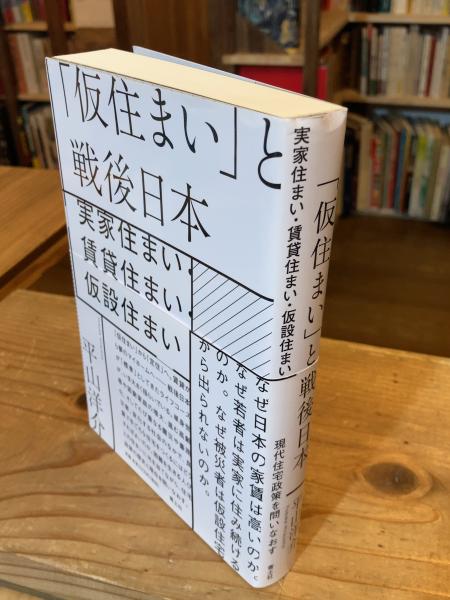 「仮住まい」と
戦後日本
実家住まい・
賃貸住まい・
仮設住まい
平山洋介
なぜ日本の家賃は高いのか。
なぜ若者は実家に住み続ける
のか。なぜ被災者は仮設住宅
から出られないのか。
実家住まい・賃貸住まい・仮設住まい
「仮住まい」と戦後日本
現代住宅政策を問いなおす
青土社